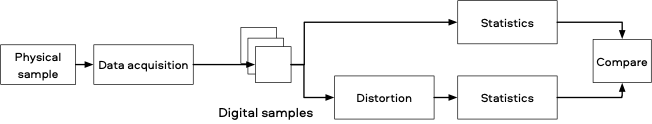 Physical
sample
Data acquisition
Digital samples
Statistics
Distortion
Statistics
Compare